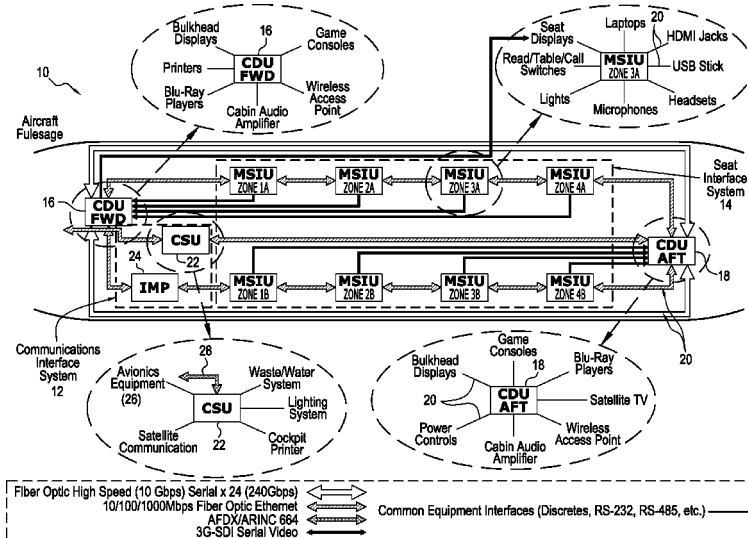 10
Aircraft
Fulesage
Bulkhead
Displays
16
CDU
FWD
Game
Consoles
Printers
Blu-Ray
Players
Cabin Audio
Amplifier
Wireless
Access
Point
Laptops
20
HDMI Jacks
Seat
Displays
Read/Table/Call
Switches
MSIU
ZONE 3A
USB Stick
Lights
Microphones
Headsets
Seat
Interface
System
14
MSIU
ZONE 1A
MSIU
ZONE 2A
MSIU
ZONE 3A
MSIU
ZONE 4A
16
CDU
FWD
CSU
22
CDU
AFT
18
24
IMP
MSIU
ZONE 1B
MSIU
ZONE 2B
MSIU
ZONE 3B
MSIU
ZONE 4B
20
Communications
Interface
System
12
Avionics
Equipment
(26)
28
Waste/Water
System
CSU
22
Lighting
System
Satellite
Communication
Cockpit
Printer
Game
Consoles
Bulkhead
Displays
18
Blu-Ray
Players
20
CDU
AFT
Satellite TV
Power
Controls
Cabin Audio
Amplifier
Wireless
Access Point
Fiber Optic High Speed (10 Gbps) Serial x 24 (240Gbps)
10/100/1000Mbps Fiber Optic Ethernet
AFDX/ARINC 664
3G-SDI Serial Video
Common Equipment Interfaces (Discretes, RS-232, RS-485, etc.)